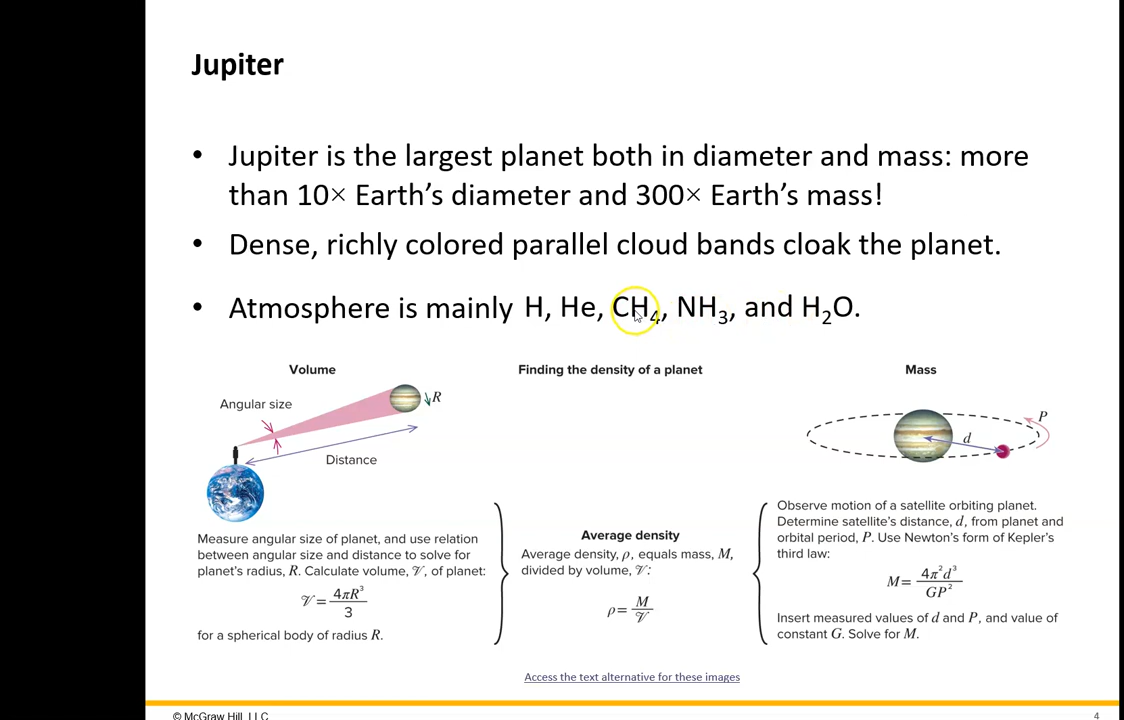 Jupiter
• Jupiter is the largest planet both in diameter and mass: more
than 10× Earth’s diameter and 300× Earth’s mass!
• Dense, richly colored parallel cloud bands cloak the planet.
• Atmosphere is mainly H, He, CH₄, NH₃, and H₂O.
Volume
Angular size
R
Distance
Measure angular size of planet, and use relation
between angular size and distance to solve for
planet's radius, R. Calculate volume, 𝒱, of planet:
𝒱 = 4πR³ / 3
for a spherical body of radius R.
Finding the density of a planet
Average density
Average density, ρ, equals mass, M,
divided by volume, 𝒱:
ρ = M / 𝒱
Mass
P
d
Observe motion of a satellite orbiting planet.
Determine satellite's distance, d, from planet and
orbital period, P. Use Newton's form of Kepler's
third law:
M = 4π²d³ / GP²
Insert measured values of d and P, and value of
constant G. Solve for M.
Access the text alternative for these images
© McGraw Hill, LLC
4